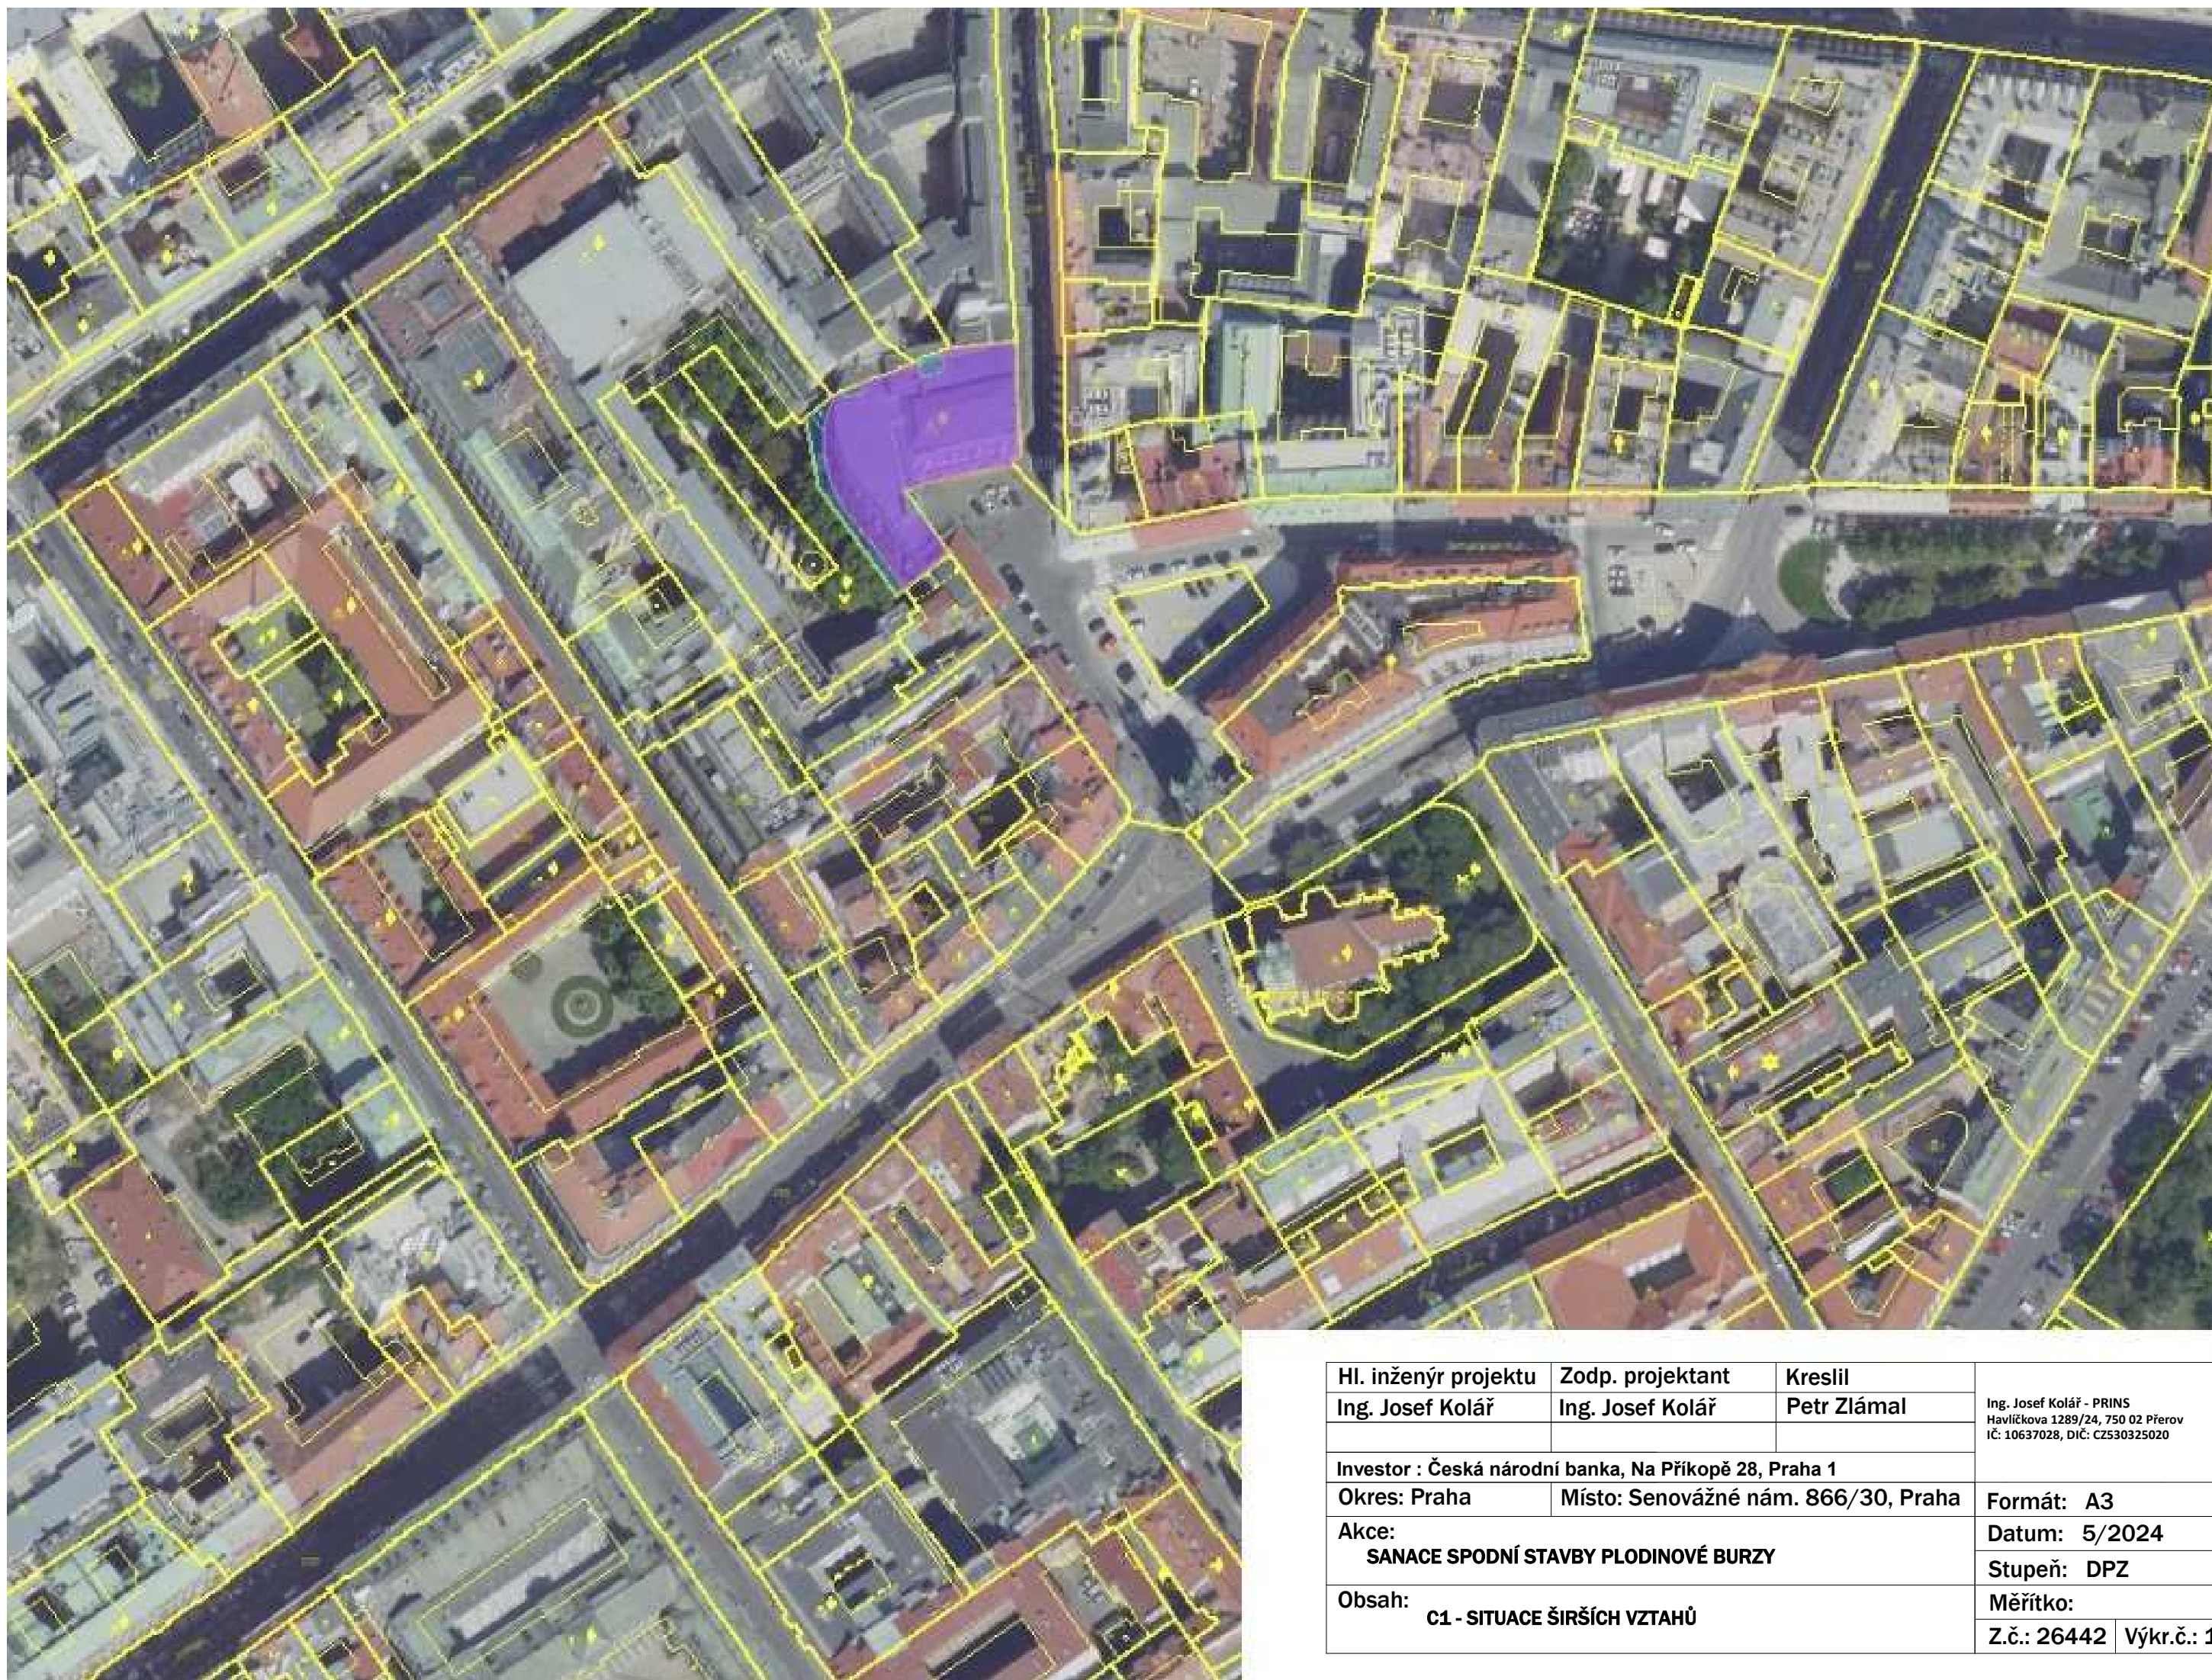 Hl. inženýr projektu Zodp. projektant Kreslil
Ing. Josef Kolář Ing. Josef Kolář Petr Zlámal
Ing. Josef Kolář - PRINS
Havlíčkova 1289/24, 750 02 Přerov
IČ: 10637028, DIČ: CZ530325020
Investor : Česká národní banka, Na Příkopě 28, Praha 1
Okres: Praha Místo: Senovážné nám. 866/30, Praha
Formát: A3
Akce:
SANACE SPODNÍ STAVBY PLODINOVÉ BURZY
Datum: 5/2024
Stupeň: DPZ
Obsah:
C1 - SITUACE ŠIRŠÍCH VZTAHŮ
Měřítko:
Z.č.: 26442 Výkr.č.: 1